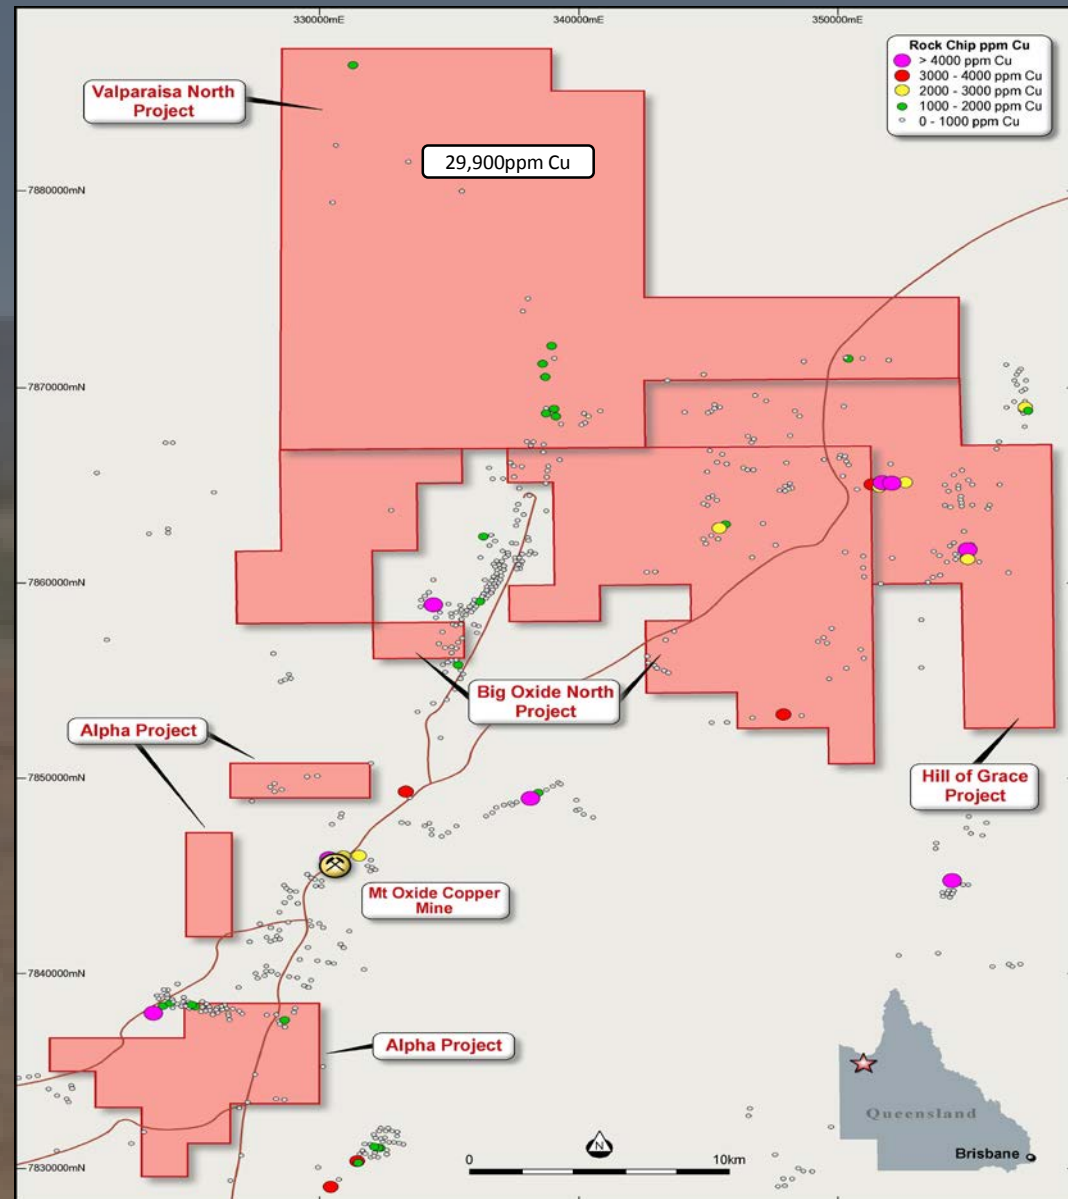 330000mE
340000mE
350000mE
Rock Chip ppm Cu
> 4000 ppm Cu
3000 - 4000 ppm Cu
2000 - 3000 ppm Cu
1000 - 2000 ppm Cu
0 - 1000 ppm Cu
Valparaisa North
Project
29,900ppm Cu
7880000mN
7870000mN
7860000mN
Big Oxide North
Project
Alpha Project
7850000mN
Hill of Grace
Project
Mt Oxide Copper
Mine
7840000mN
Alpha Project
Queensland
Brisbane
N
7830000mN
0
10km